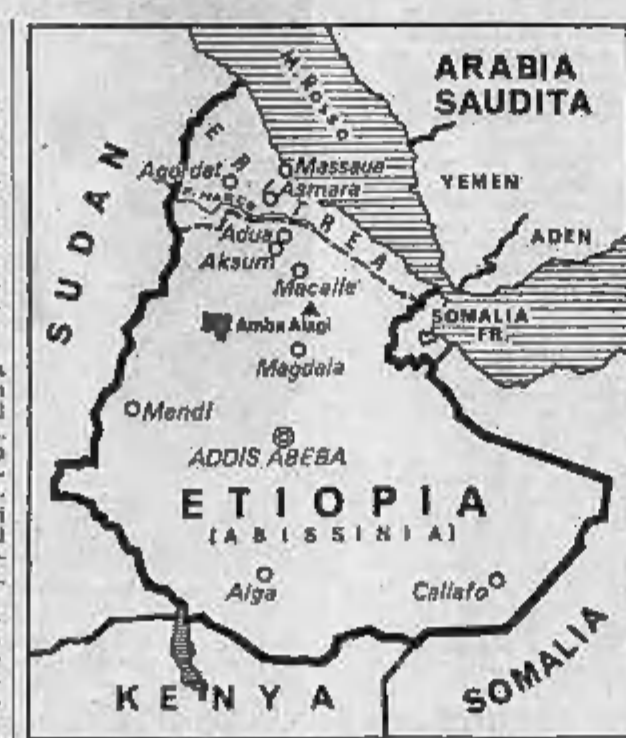 ARABIA
SAUDITA
M. ROSSO
YEMEN
ADEN
SUDAN
ERITREA
Agordat
Massaua
Asmara
Adua
Aksum
Macallè
Amba Alagi
Magdala
SOMALIA
FR.
Mendi
ADDIS ABEBA
ETIOPIA
(ABISSINIA)
Alga
Callafo
KENYA
SOMALIA